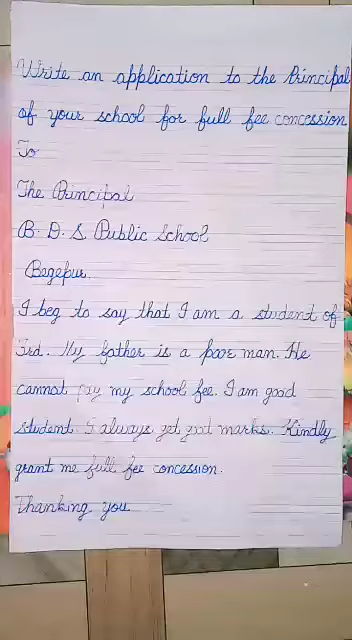 Write an application to the Principal
of your school for full fee concession
To
The Principal
B. D. S. Public School
Begepur.
I beg to say that I am a student of
3rd. My father is a poor man. He
cannot pay my school fee. I am good
student. I always get good marks. Kindly
grant me full fee concession.
Thanking you